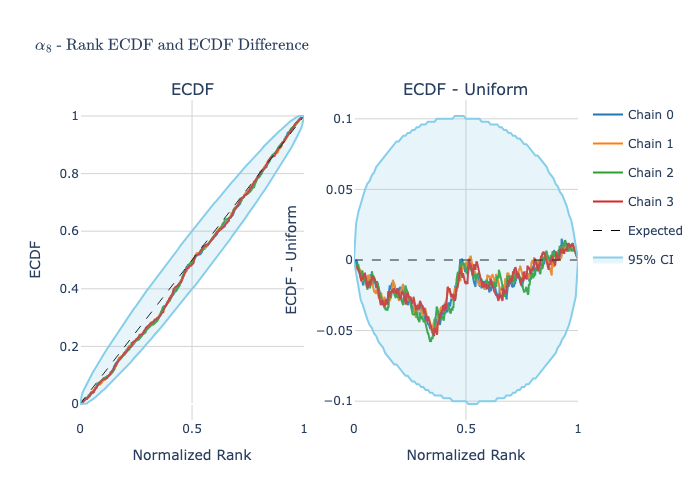 α₈ - Rank ECDF and ECDF Difference
ECDF
ECDF - Uniform
1
0.8
0.6
0.4
0.2
0
0
0.5
1
ECDF
Normalized Rank
0.1
0.05
0
−0.05
−0.1
0
0.5
1
ECDF - Uniform
Normalized Rank
Chain 0
Chain 1
Chain 2
Chain 3
Expected
95% CI